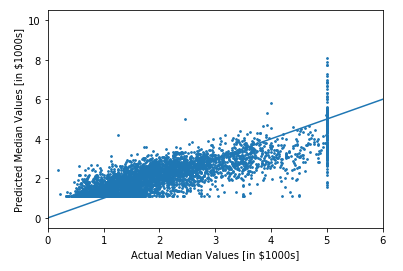 Predicted Median Values [in $1000s]
10
8
6
4
2
0
0 1 2 3 4 5 6
Actual Median Values [in $1000s]